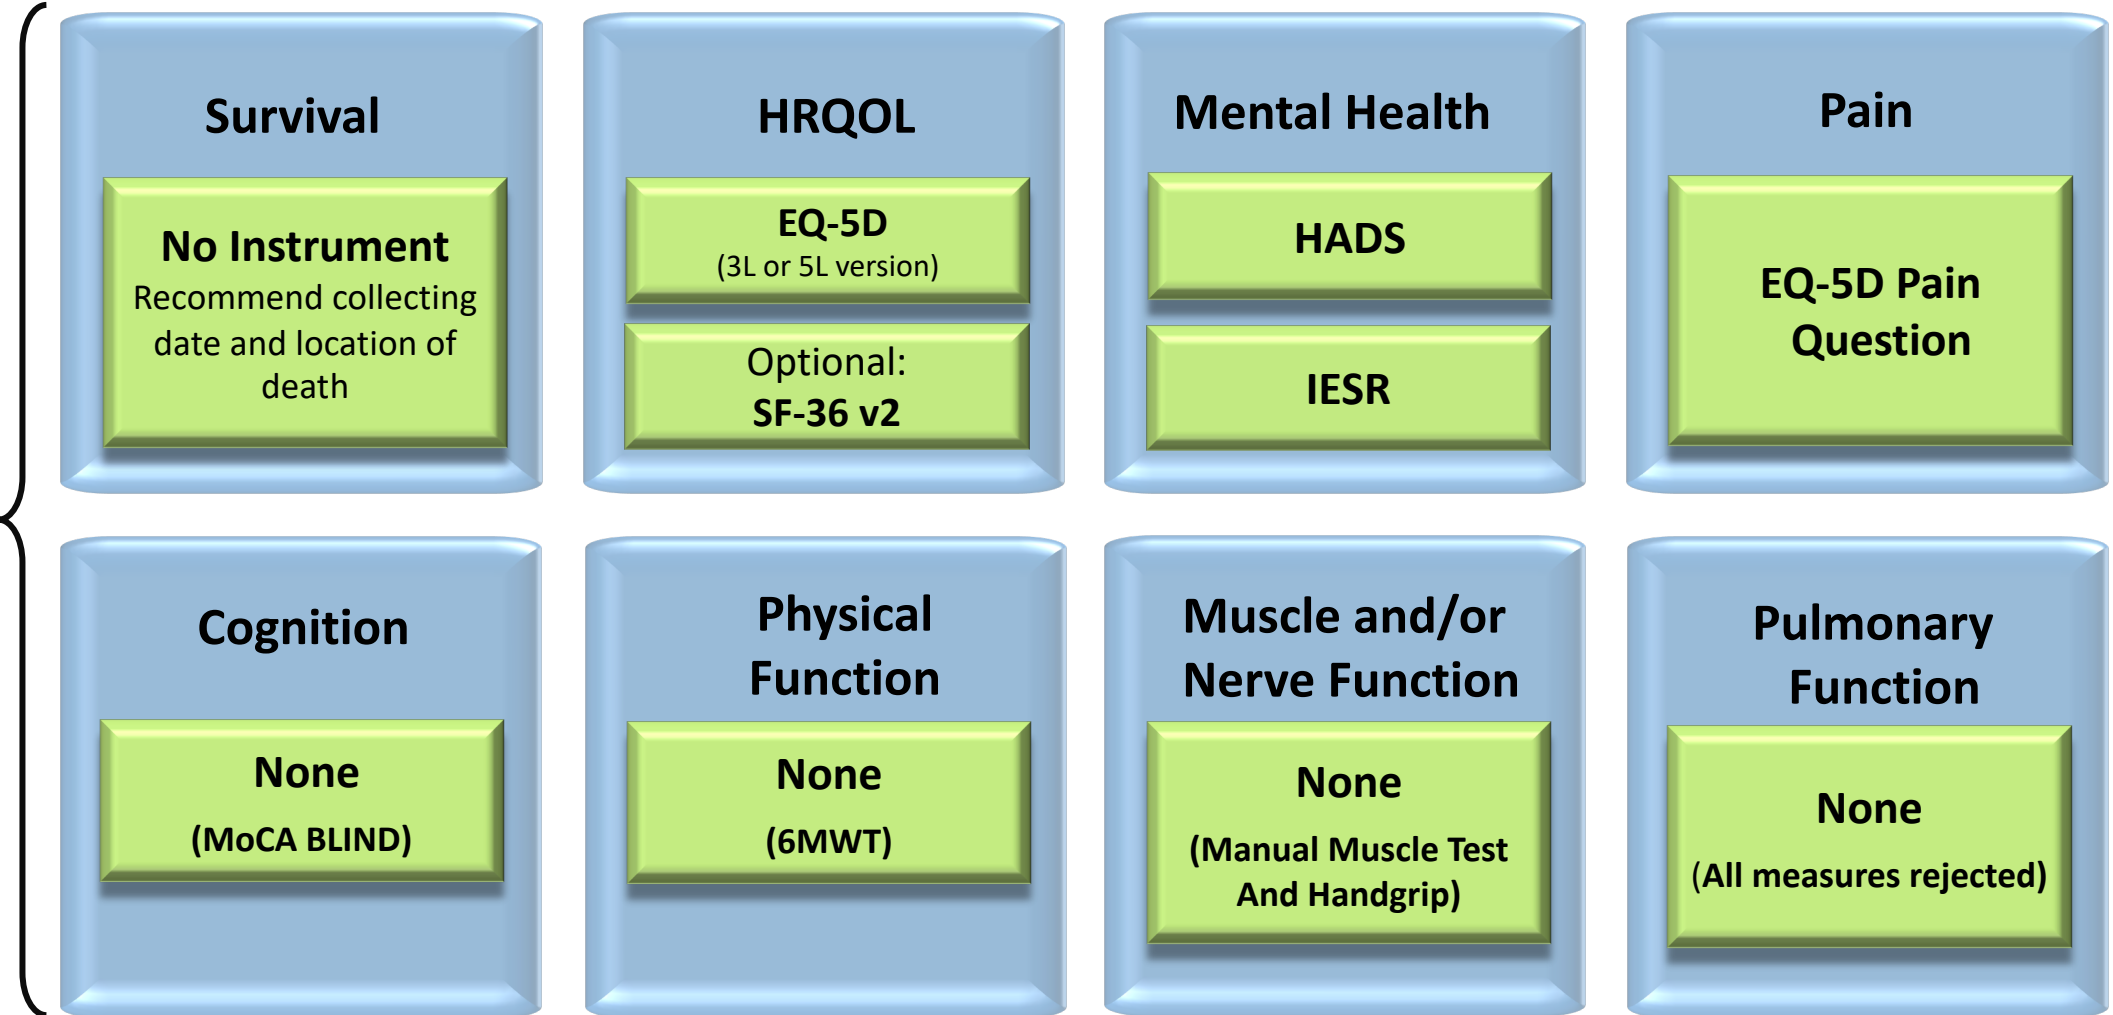 Survival
No Instrument
Recommend collecting
date and location of
death
HRQOL
EQ-5D
(3L or 5L version)
Optional:
SF-36 v2
Mental Health
HADS
IESR
Pain
EQ-5D Pain
Question
Cognition
None
(MoCA BLIND)
Physical
Function
None
(6MWT)
Muscle and/or
Nerve Function
None
(Manual Muscle Test
And Handgrip)
Pulmonary
Function
None
(All measures rejected)